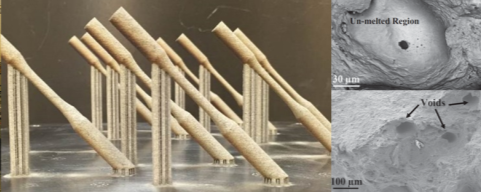 Un-melted Region
30 μm
Voids
100 μm